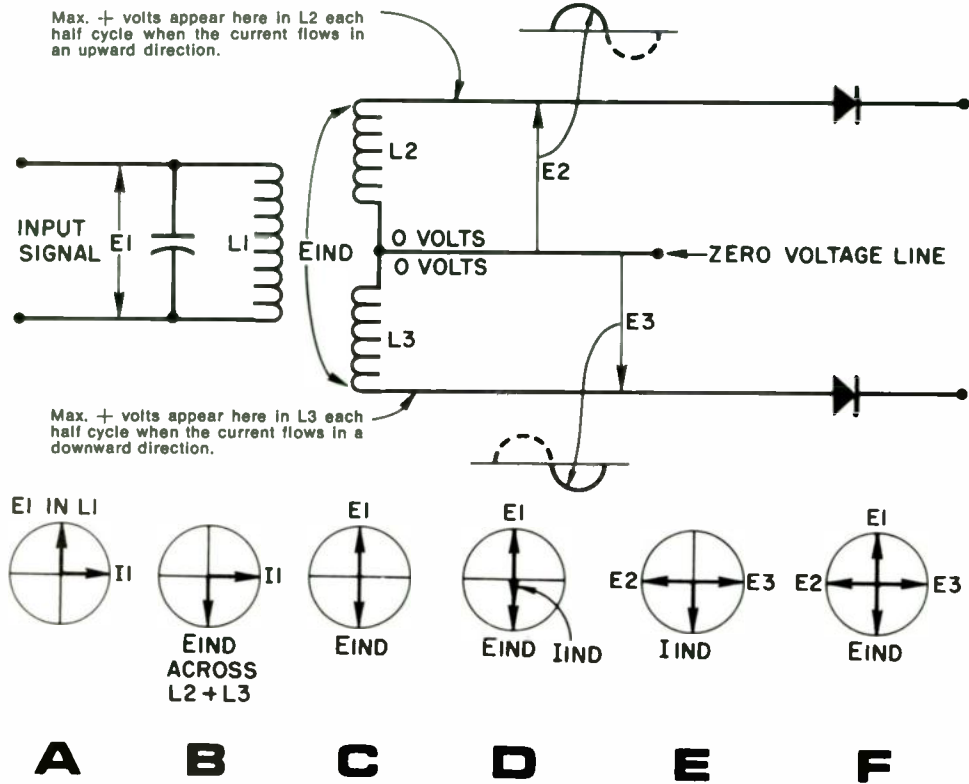 Max. + volts appear here in L2 each
half cycle when the current flows in
an upward direction.
L2
E2
INPUT
SIGNAL
E1
L1
EIND
0 VOLTS
0 VOLTS
ZERO VOLTAGE LINE
L3
E3
Max. + volts appear here in L3 each
half cycle when the current flows in a
downward direction.
E1 IN L1
I1
I1
EIND
ACROSS
L2 + L3
E1
EIND
E1
EIND
IIND
E2
E3
IIND
E1
E2
E3
EIND
A B C D E F